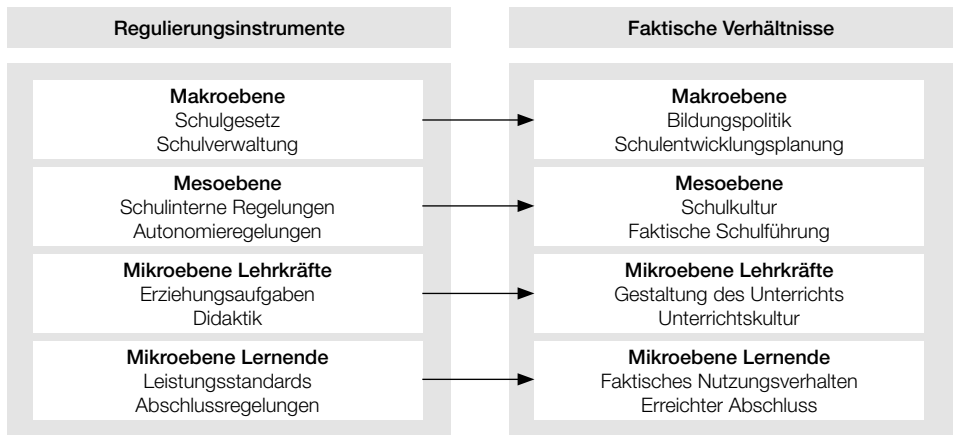 Regulierungsinstrumente
Makroebene
Schulgesetz
Schulverwaltung
Mesoebene
Schulinterne Regelungen
Autonomieregelungen
Mikroebene Lehrkräfte
Erziehungsaufgaben
Didaktik
Mikroebene Lernende
Leistungsstandards
Abschlussregelungen
Faktische Verhältnisse
Makroebene
Bildungspolitik
Schulentwicklungsplanung
Mesoebene
Schulkultur
Faktische Schulführung
Mikroebene Lehrkräfte
Gestaltung des Unterrichts
Unterrichtskultur
Mikroebene Lernende
Faktisches Nutzungsverhalten
Erreichter Abschluss